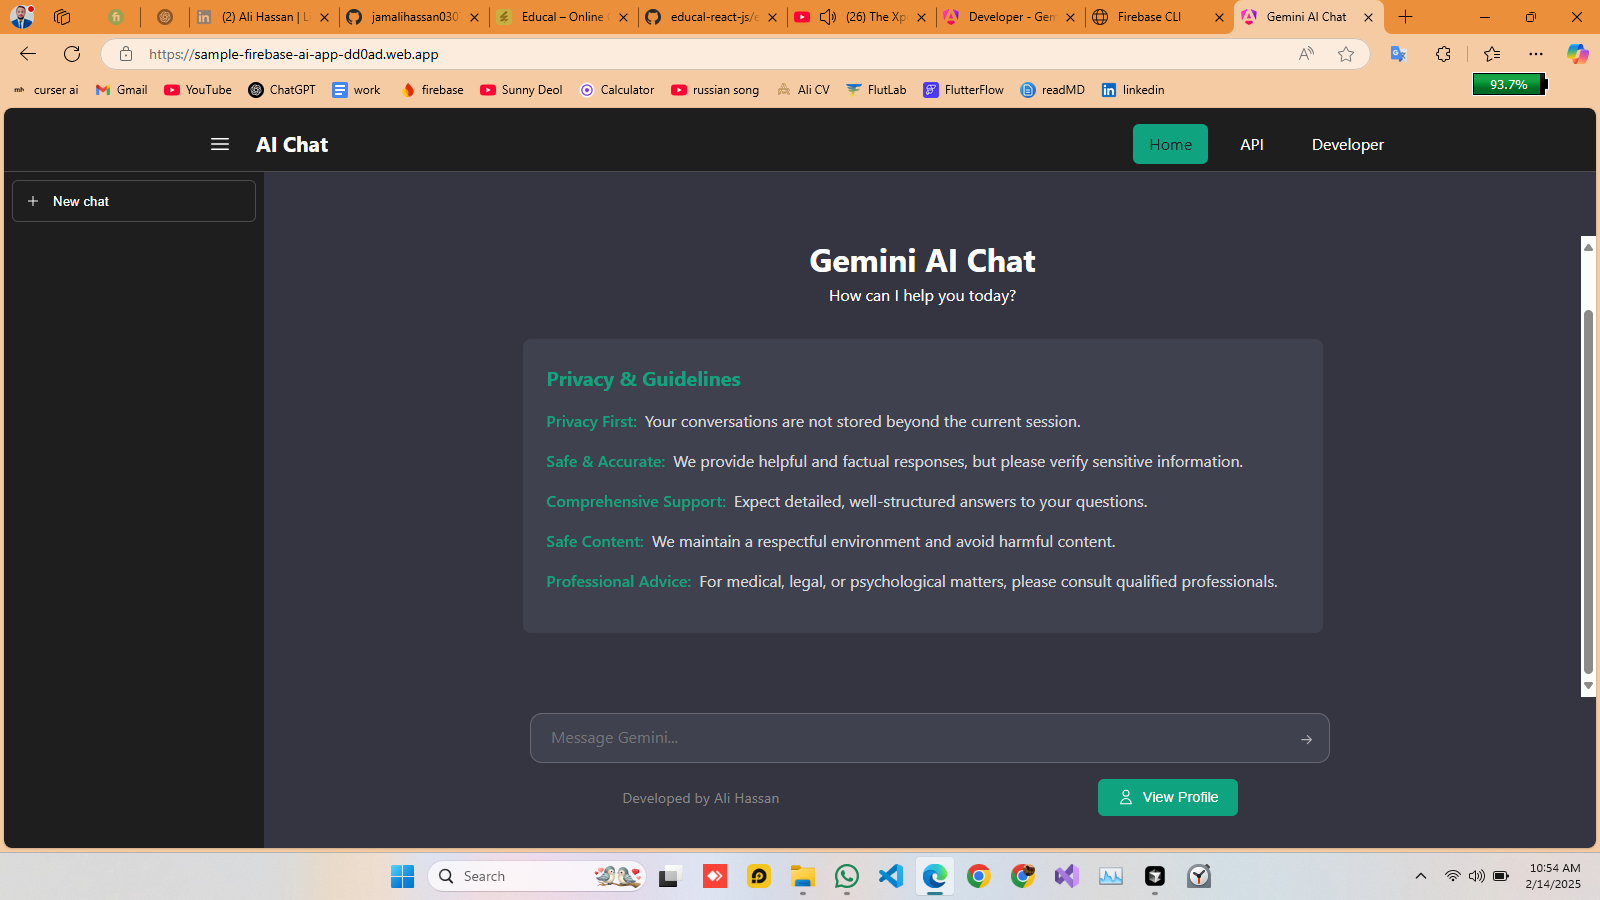 (2) Ali Hassan | Li
jamalihassan030
Educal – Online
educal-react-js/e
(26) The Xp
Developer - Gem
Firebase CLI
Gemini AI Chat
https://sample-firebase-ai-app-dd0ad.web.app
curser ai
Gmail
YouTube
ChatGPT
work
firebase
Sunny Deol
Calculator
russian song
Ali CV
FlutLab
FlutterFlow
readMD
linkedin
93.7%
AI Chat
Home
API
Developer
New chat
Gemini AI Chat
How can I help you today?
Privacy & Guidelines
Privacy First: Your conversations are not stored beyond the current session.
Safe & Accurate: We provide helpful and factual responses, but please verify sensitive information.
Comprehensive Support: Expect detailed, well-structured answers to your questions.
Safe Content: We maintain a respectful environment and avoid harmful content.
Professional Advice: For medical, legal, or psychological matters, please consult qualified professionals.
Message Gemini...
Developed by Ali Hassan
View Profile
Search
10:54 AM
2/14/2025